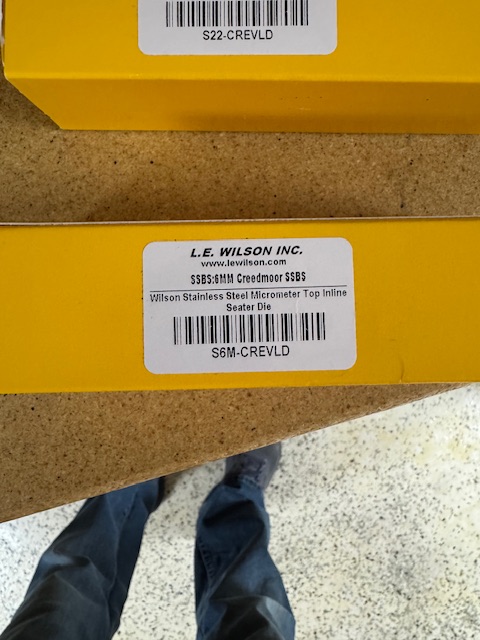 S22-CREVLD
L.E. WILSON INC.
www.lewilson.com
SSBS:6MM Creedmoor SSBS
Wilson Stainless Steel Micrometer Top Inline
Seater Die
S6M-CREVLD